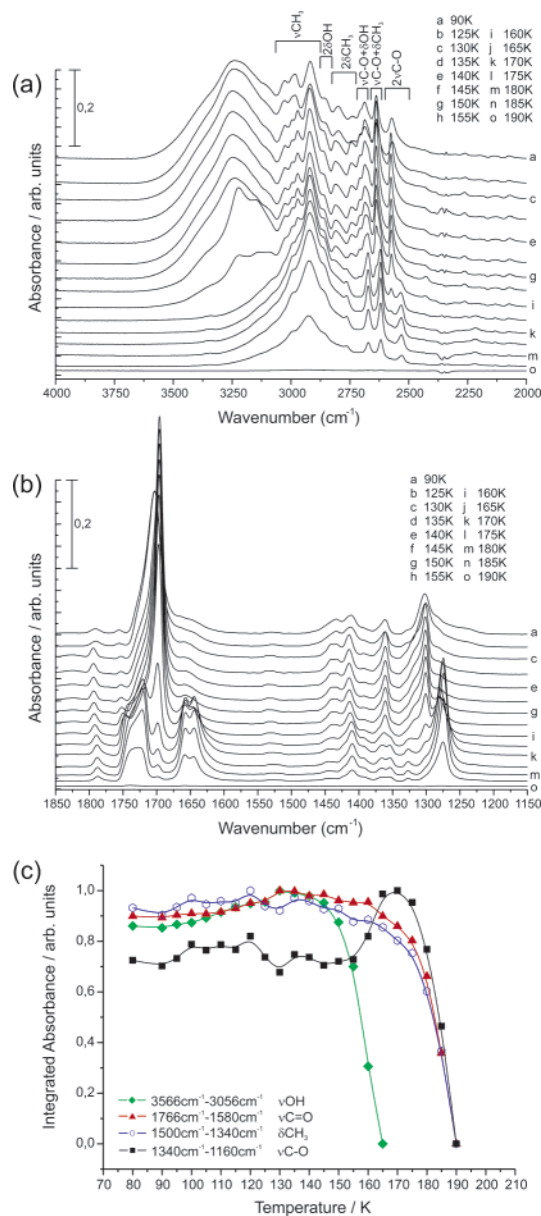 (a)
νCH₃
2δOH
2δCH₃
νC-O+δOH
νC-O+δCH₃
2νC-O
a 90K
b 125K i 160K
c 130K j 165K
d 135K k 170K
e 140K l 175K
f 145K m 180K
g 150K n 185K
h 155K o 190K
0,2
Absorbance / arb. units
a
c
e
g
i
k
m
o
4000 3750 3500 3250 3000 2750 2500 2250 2000
Wavenumber (cm⁻¹)
(b)
0,2
a 90K
b 125K i 160K
c 130K j 165K
d 135K k 170K
e 140K l 175K
f 145K m 180K
g 150K n 185K
h 155K o 190K
Absorbance / arb. units
a
c
e
g
i
k
m
o
1850 1800 1750 1700 1650 1600 1550 1500 1450 1400 1350 1300 1250 1200 1150
Wavenumber (cm⁻¹)
(c)
Integrated Absorbance / arb. units
1,0
0,8
0,6
0,4
0,2
0,0
3566cm⁻¹-3056cm⁻¹ νOH
1766cm⁻¹-1580cm⁻¹ νC=O
1500cm⁻¹-1340cm⁻¹ δCH₃
1340cm⁻¹-1160cm⁻¹ νC-O
70 80 90 100 110 120 130 140 150 160 170 180 190 200 210
Temperature / K